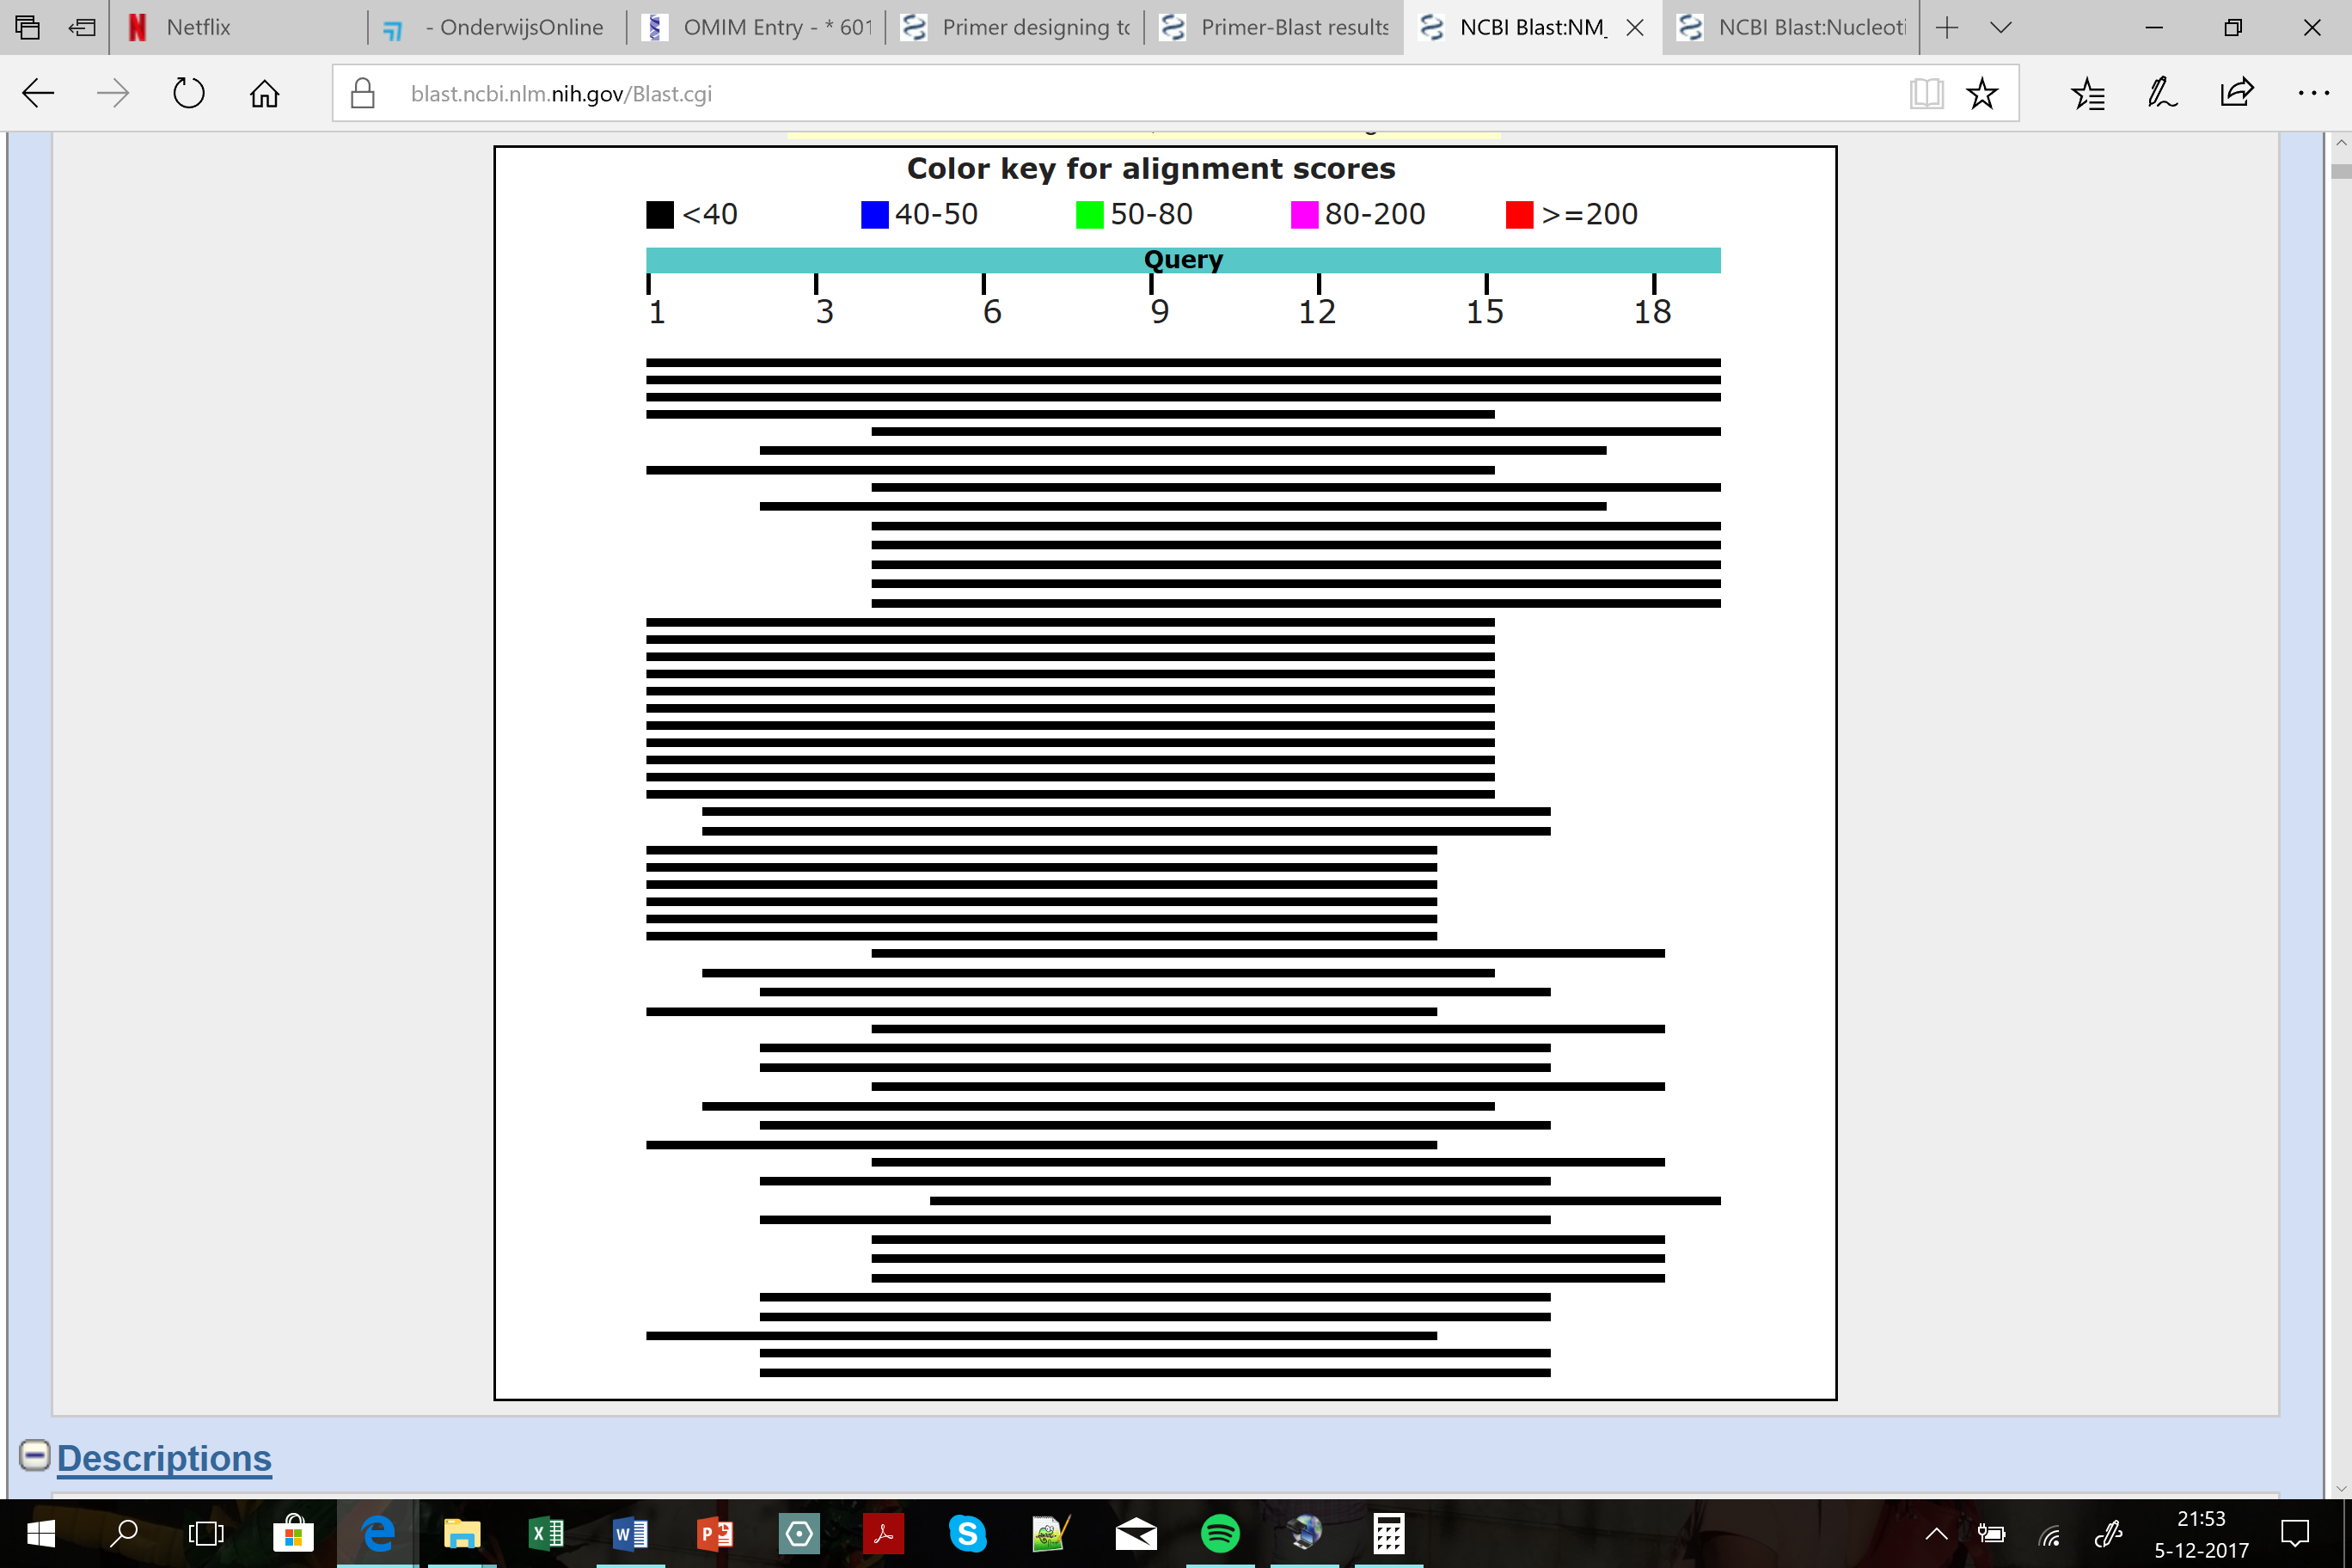 Netflix
- OnderwijsOnline
OMIM Entry - * 601
Primer designing to
Primer-Blast results
NCBI Blast:NM_
NCBI Blast:Nucleoti
blast.ncbi.nlm.nih.gov/Blast.cgi
Color key for alignment scores
<40
40-50
50-80
80-200
>=200
Query
1 3 6 9 12 15 18
Descriptions
21:53
5-12-2017